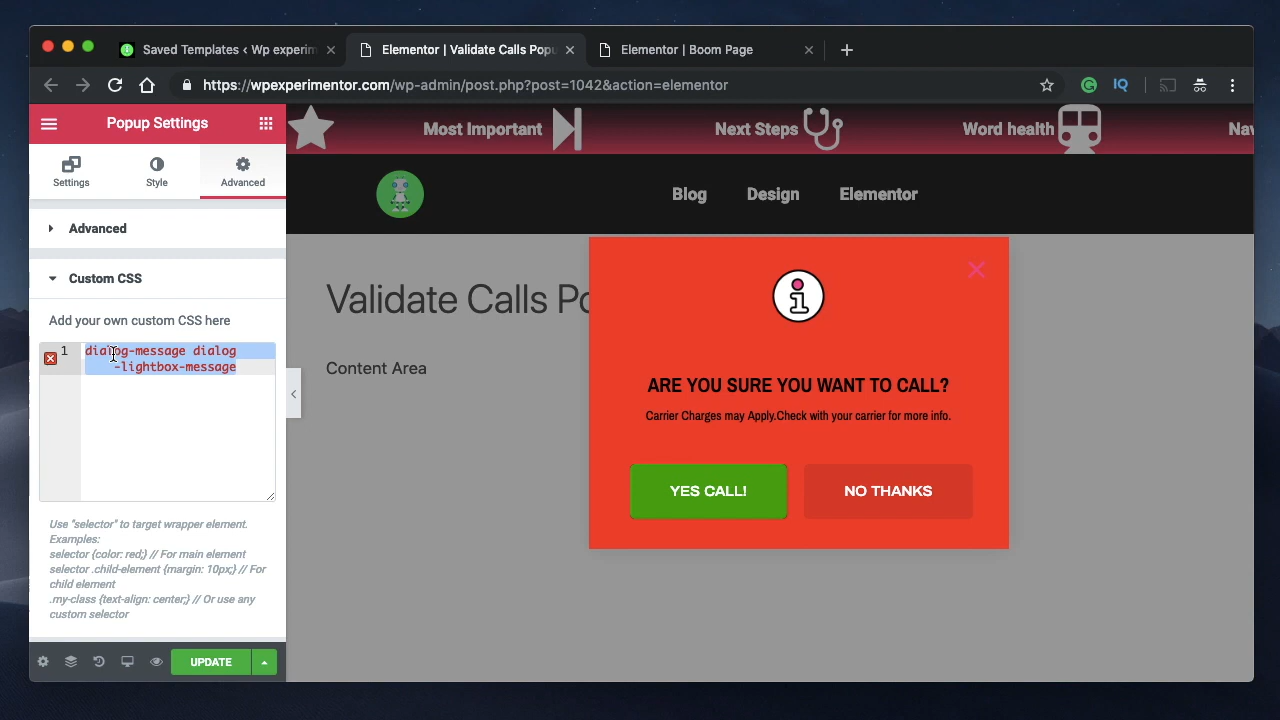 Saved Templates ‹ Wp experim
Elementor | Validate Calls Popu
Elementor | Boom Page
https://wpexperimentor.com/wp-admin/post.php?post=1042&action=elementor
IQ
Popup Settings
Settings
Style
Advanced
Advanced
Custom CSS
Add your own custom CSS here
1
dialog-message dialog
-lightbox-message
Use "selector" to target wrapper element.
Examples:
selector {color: red;} // For main element
selector .child-element {margin: 10px;} // For
child element
.my-class {text-align: center;} // Or use any
custom selector
UPDATE
Most Important
Next Steps
Word health
Nav
Blog
Design
Elementor
Validate Calls Po
Content Area
ARE YOU SURE YOU WANT TO CALL?
Carrier Charges may Apply.Check with your carrier for more info.
YES CALL!
NO THANKS